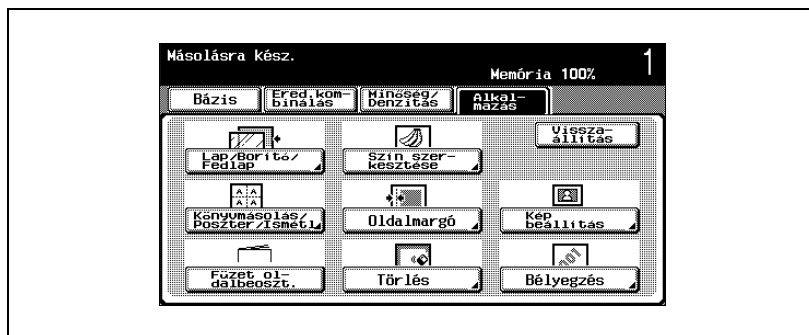 Másolásra kész.
Memória 100%
1
Bázis
Ered.kom-
binálás
Minőség/
Denzitás
Alkal-
mazás
Vissza-
állítás
Lap/Borító/
Fedlap
Szín szer-
kesztése
Könyvmásolás/
Poszter/Ismétl.
Oldalmargó
Kép
beállítás
Füzet ol-
dalbeoszt.
Törlés
Bélyegzés